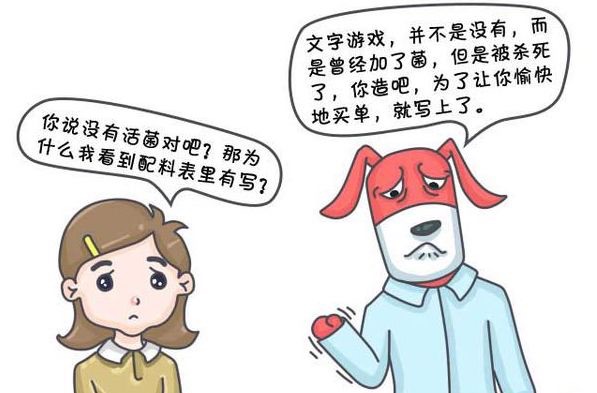 你说没有活菌对吧？那为
什么我看到配料表里有写？
文字游戏，并不是没有，而
是曾经加了菌，但是被杀死
了，你造吧，为了让你愉快
地买单，就写上了。